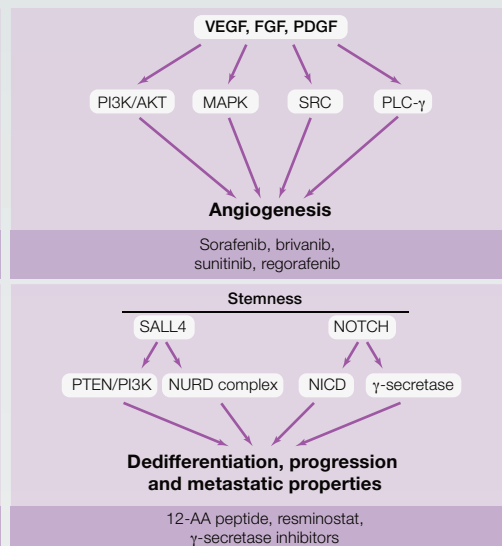 VEGF, FGF, PDGF
PI3K/AKT MAPK SRC PLC-γ
Angiogenesis
Sorafenib, brivanib,
sunitinib, regorafenib
Stemness
SALL4 NOTCH
PTEN/PI3K NURD complex NICD γ-secretase
Dedifferentiation, progression
and metastatic properties
12-AA peptide, resminostat,
γ-secretase inhibitors